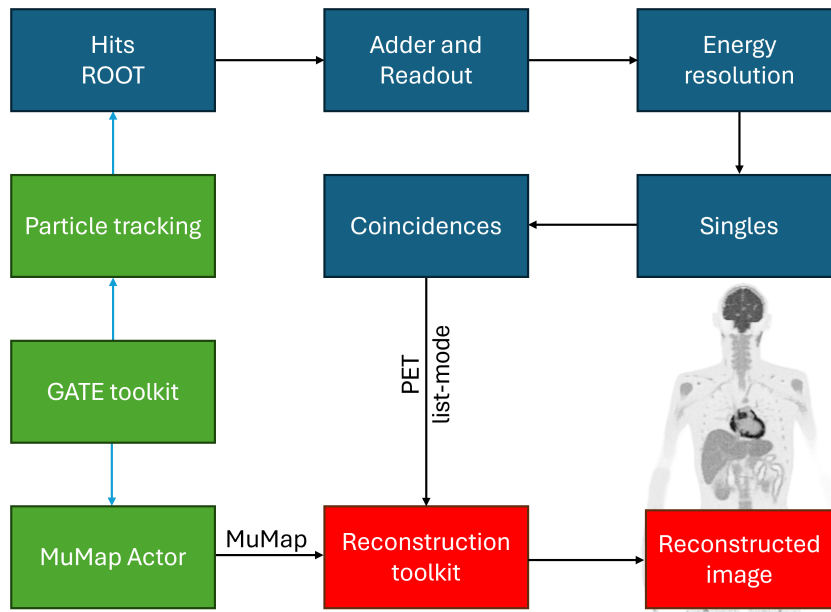 Hits
ROOT
Adder and
Readout
Energy
resolution
Particle tracking
Coincidences
Singles
GATE toolkit
PET
list-mode
MuMap Actor
MuMap
Reconstruction
toolkit
Reconstructed
image